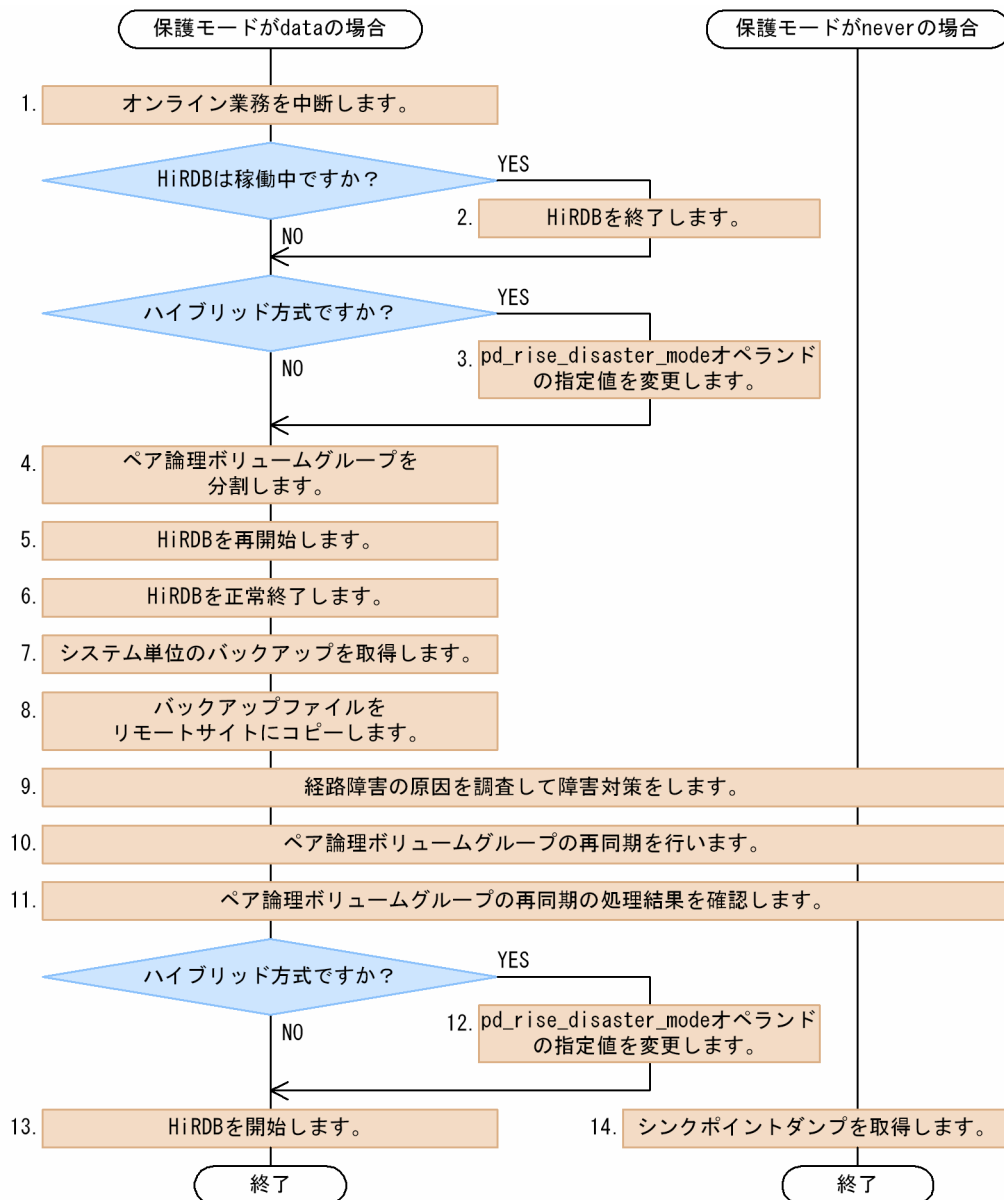 保護モードがdataの場合
保護モードがneverの場合
1.
オンライン業務を中断します。
HiRDBは稼働中ですか？
YES
2.
HiRDBを終了します。
NO
ハイブリッド方式ですか？
YES
3.
pd_rise_disaster_modeオペランド
の指定値を変更します。
NO
4.
ペア論理ボリュームグループを
分割します。
5.
HiRDBを再開始します。
6.
HiRDBを正常終了します。
7.
システム単位のバックアップを取得します。
8.
バックアップファイルを
リモートサイトにコピーします。
9.
経路障害の原因を調査して障害対策をします。
10.
ペア論理ボリュームグループの再同期を行います。
11.
ペア論理ボリュームグループの再同期の処理結果を確認します。
ハイブリッド方式ですか？
YES
12.
pd_rise_disaster_modeオペランド
の指定値を変更します。
NO
13.
HiRDBを開始します。
14.
シンクポイントダンプを取得します。
終了
終了